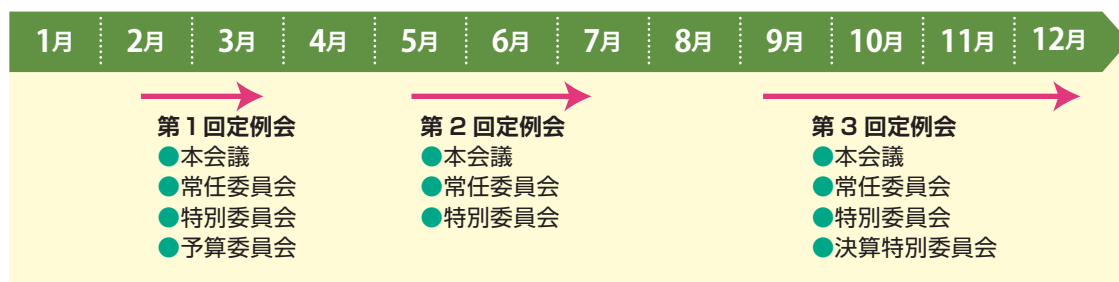 1月 2月 3月 4月 5月 6月 7月 8月 9月 10月 11月 12月
第1回定例会
●本会議
●常任委員会
●特別委員会
●予算委員会
第2回定例会
●本会議
●常任委員会
●特別委員会
第3回定例会
●本会議
●常任委員会
●特別委員会
●決算特別委員会